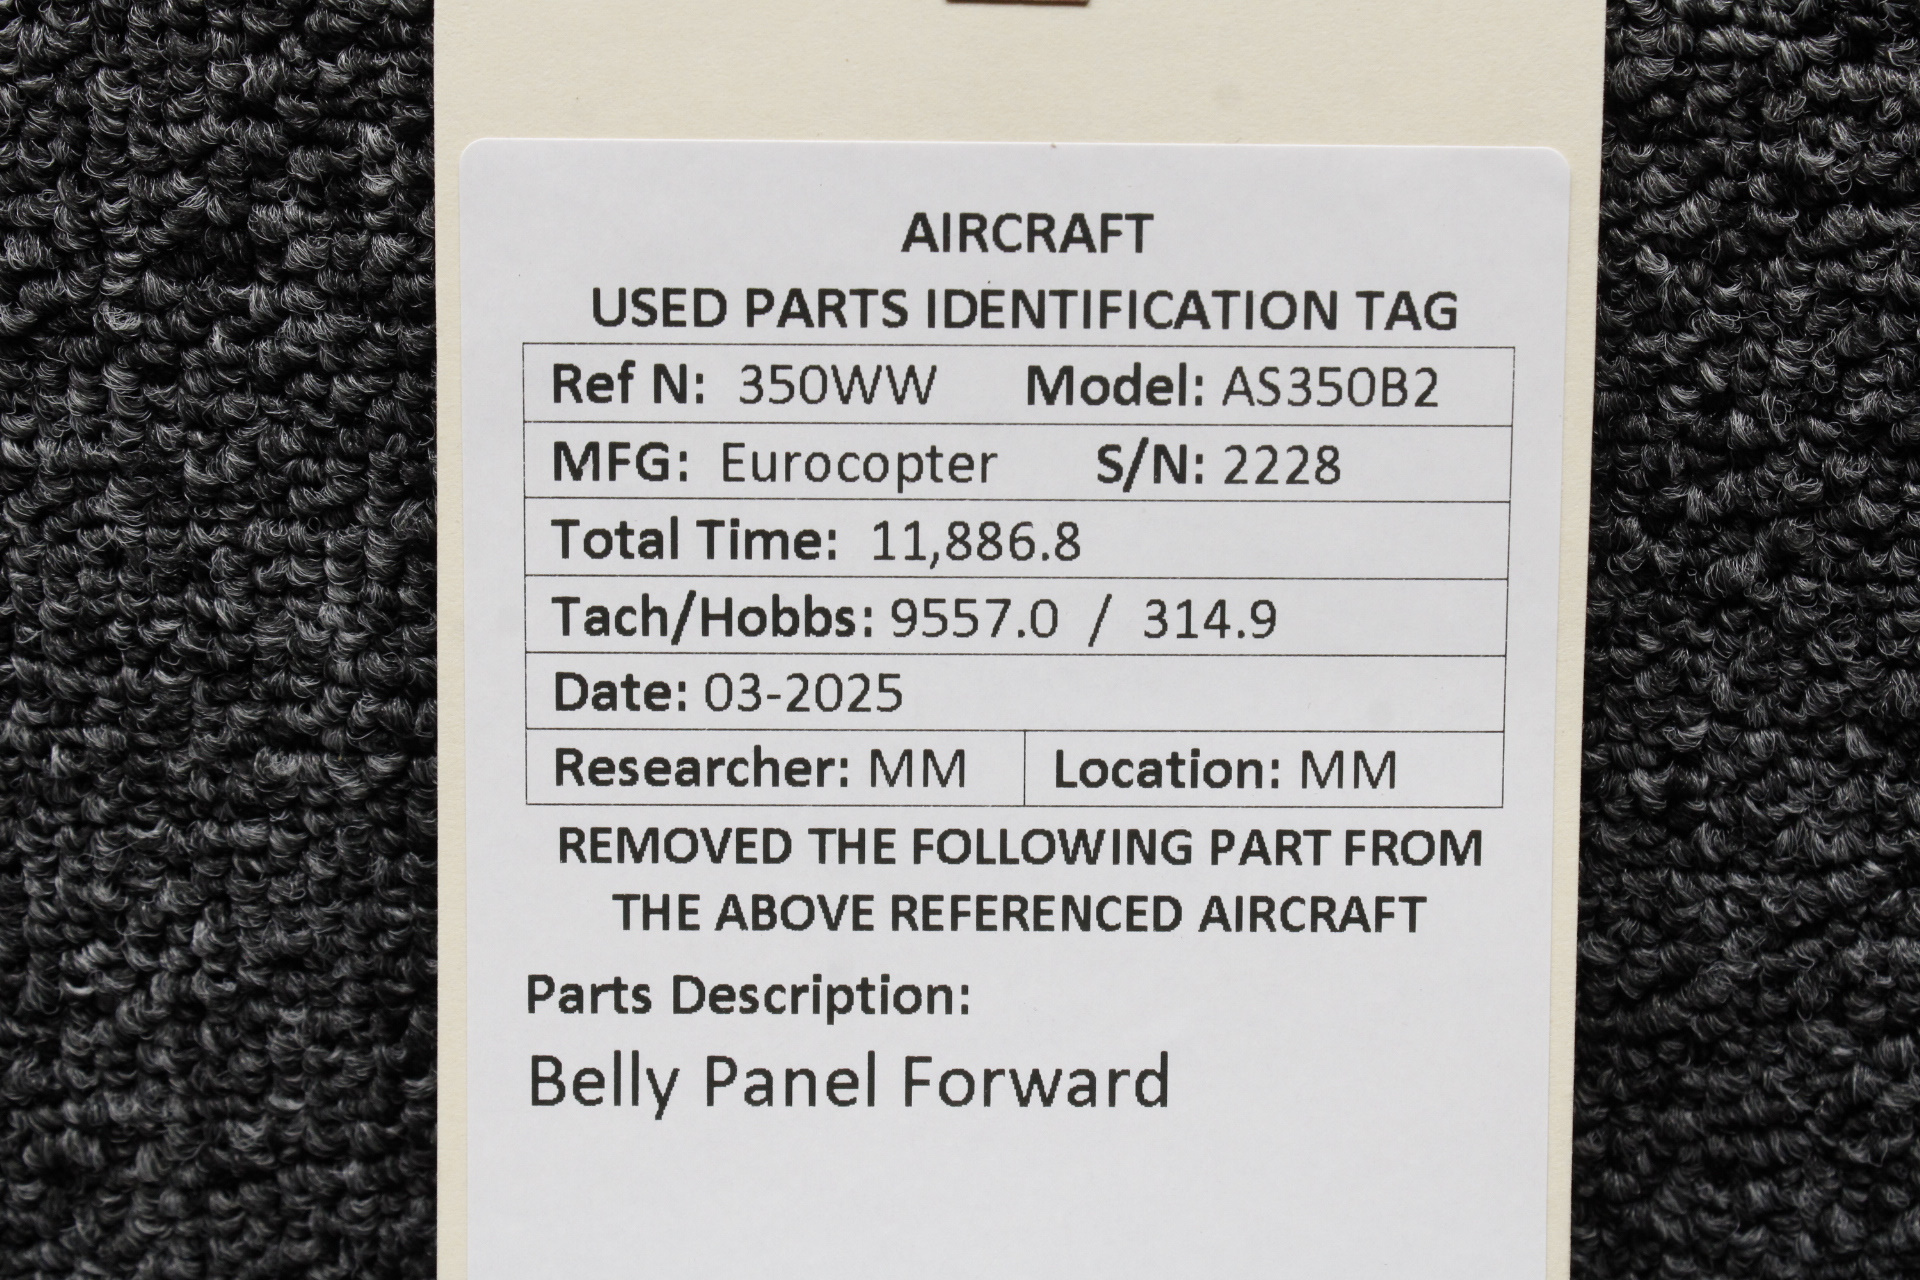 AIRCRAFT
USED PARTS IDENTIFICATION TAG
Ref N: 350WW Model: AS350B2
MFG: Eurocopter S/N: 2228
Total Time: 11,886.8
Tach/Hobbs: 9557.0 / 314.9
Date: 03-2025
Researcher: MM Location: MM
REMOVED THE FOLLOWING PART FROM
THE ABOVE REFERENCED AIRCRAFT
Parts Description:
Belly Panel Forward